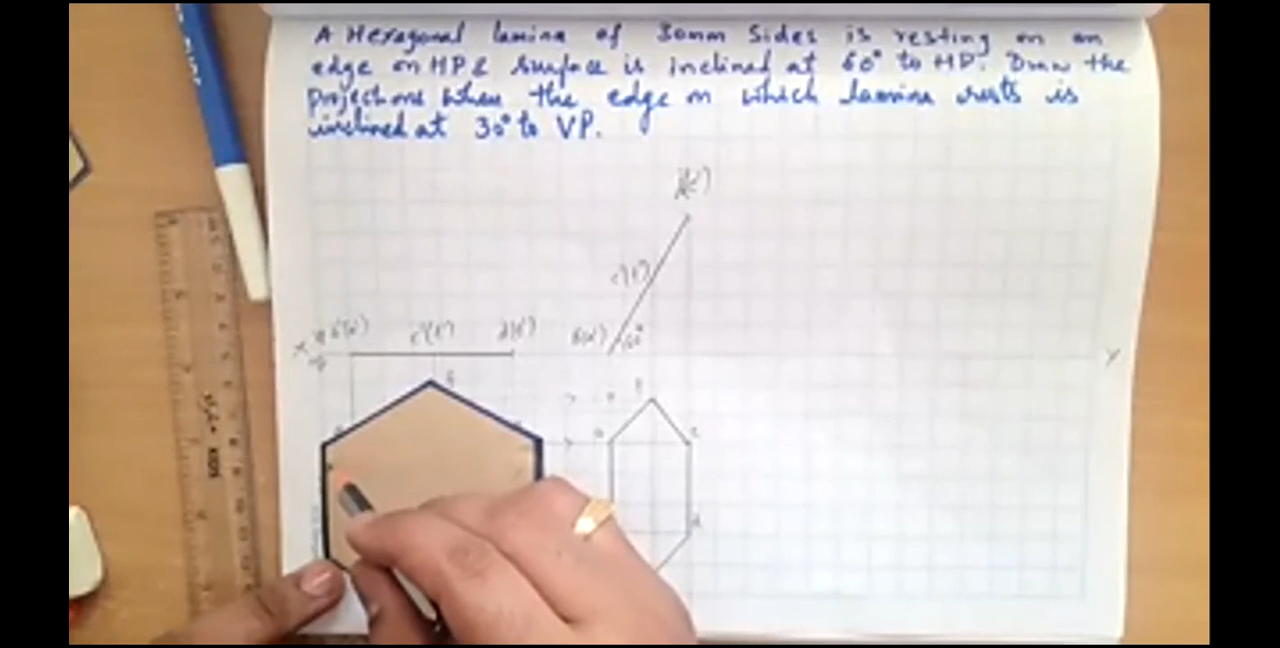 A Hexagonal lamina of 30mm Sides is resting on an
edge on HP & surface is inclined at 60° to HP. Draw the
projections when the edge on which lamina rests is
inclined at 30° to VP.
d'(e')
c'(f')
b'(a') c'(f') d'(e') b'(a') 60°
X Y
f
a e
d